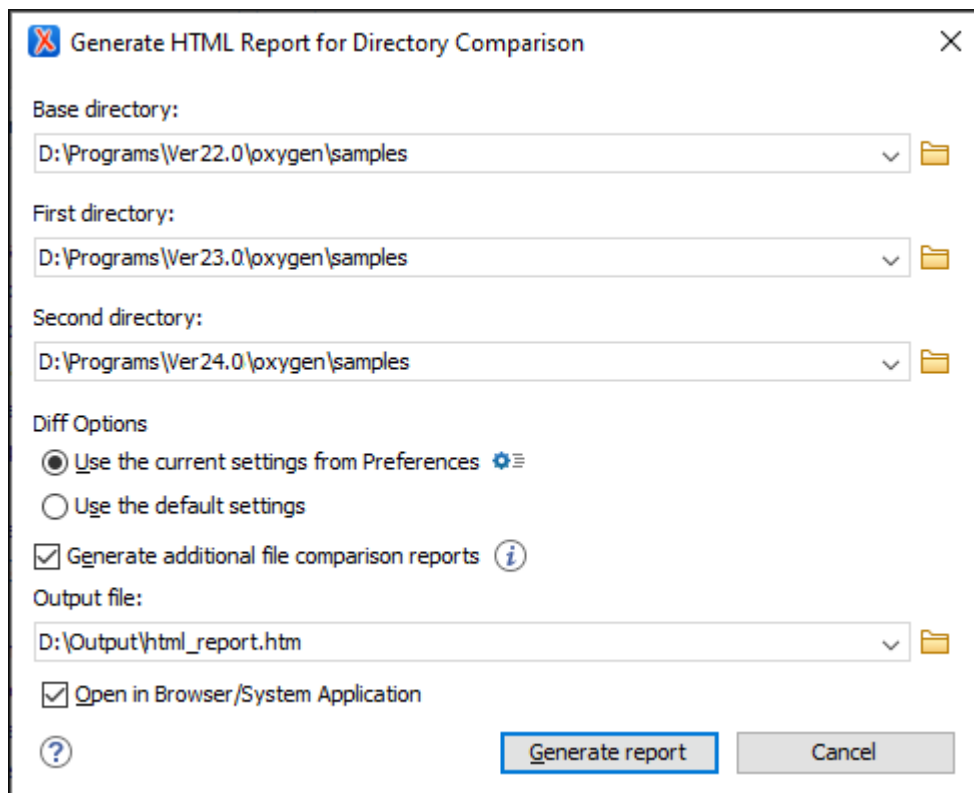 Generate HTML Report for Directory Comparison
Base directory:
D:\Programs\Ver22.0\oxygen\samples
First directory:
D:\Programs\Ver23.0\oxygen\samples
Second directory:
D:\Programs\Ver24.0\oxygen\samples
Diff Options
Use the current settings from Preferences
Use the default settings
Generate additional file comparison reports
Output file:
D:\Output\html_report.htm
Open in Browser/System Application
Generate report Cancel